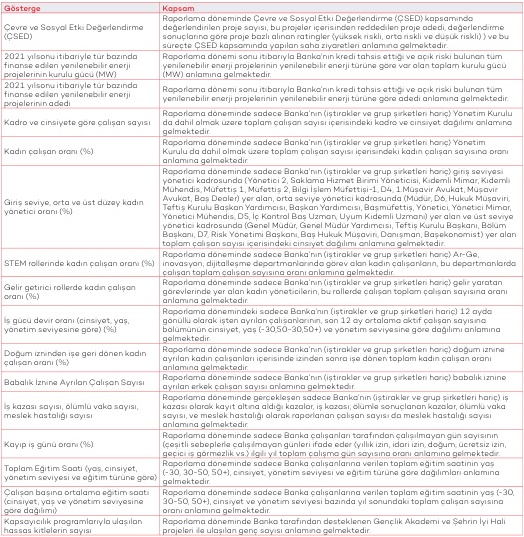 Gösterge Kapsam
Çevre ve Sosyal Etki Değerlendirme
(ÇSED)
Raporlama döneminde Çevre ve Sosyal Etki Değerlendirme (ÇSED) kapsamında
değerlendirilen proje sayısı, bu projeler içerisinden reddedilen proje adedi, değerlendirme
sonuçlarına göre proje bazlı alınan ratingler (yüksek riskli, orta riskli ve düşük riskli) ) ve bu
süreçte ÇSED kapsamında yapılan saha ziyaretleri anlamına gelmektedir.
2021 yılsonu itibariyle tür bazında
finanse edilen yenilenebilir enerji
projelerinin kurulu gücü (MW)
Raporlama dönemi sonu itibariyle Banka'nın kredi tahsis ettiği ve açık riski bulunan tüm
yenilenebilir enerji projelerinin yenilenebilir enerji türüne göre var olan toplam kurulu gücü
(MW) anlamına gelmektedir.
2021 yılsonu itibariyle tür bazında
finanse edilen yenilenebilir enerji
projelerinin adedi
Raporlama dönemi sonu itibariyle Banka'nın kredi tahsis ettiği ve açık riski bulunan tüm
yenilenebilir enerji projelerinin yenilenebilir enerji türüne göre adedi anlamına gelmektedir.
Kadro ve cinsiyete göre çalışan sayısı
Raporlama döneminde sadece Banka'nın (iştirakler ve grup şirketleri hariç) Yönetim Kurulu
da dahil olmak üzere toplam çalışan sayısı içerisindeki kadro ve cinsiyet dağılımı anlamına
gelmektedir.
Kadın çalışan oranı (%)
Raporlama döneminde sadece Banka'nın (iştirakler ve grup şirketleri hariç) Yönetim
Kurulu da dahil olmak üzere toplam çalışan sayısı içerisindeki kadın çalışan sayısına oranı
anlamına gelmektedir.
Giriş seviye, orta ve üst düzey kadın
yönetici oranı (%)
Raporlama döneminde sadece Banka'nın (iştirakler ve grup şirketleri hariç) giriş seviyesi
yönetici kadrosunda (Yönetici 2, Saklama Hizmet Birimi Yöneticisi, Kıdemli Mimar, Kıdemli
Mühendis, Müfettiş 1, Müfettiş 2, Bilgi İşlem Müfettişi-1, D4, 1.Müşavir Avukat, Müşavir
Avukat, Baş Dealer) yer alan, orta seviye yönetici kadrosunda (Müdür, D6, Hukuk Müşaviri,
Teftiş Kurulu Başkan Yardımcısı, Başkan Yardımcısı, Başmüfettiş, Yönetici, Yönetici Mimar,
Yönetici Mühendis, D5, İç Kontrol Baş Uzman, Uyum Kıdemli Uzmanı) yer alan ve üst seviye
yönetici kadrosunda (Genel Müdür, Genel Müdür Yardımcısı, Teftiş Kurulu Başkanı, Bölüm
Başkanı, D7, Risk Yönetimi Başkanı, Baş Hukuk Müşaviri, Danışman, Başekonomist) yer alan
toplam çalışan sayısı içerisindeki cinsiyet dağılımı anlamına gelmektedir.
STEM rollerinde kadın çalışan oranı (%)
Raporlama döneminde sadece Banka'nın (iştirakler ve grup şirketleri hariç) Ar-Ge,
inovasyon, dijitalleşme departmanlarında görev alan kadın çalışanların, bu departmanlarda
çalışan toplam çalışan sayısına oranı anlamına gelmektedir.
Gelir getirici rollerde kadın çalışan
oranı (%)
Raporlama döneminde sadece Banka'nın (iştirakler ve grup şirketleri hariç) gelir yaratan
görevlerinde yer alan kadın yöneticilerin, bu rollerde çalışan toplam çalışan sayısına oranı
anlamına gelmektedir.
İş gücü devir oranı (cinsiyet, yaş,
yönetim seviyesine göre) (%)
Raporlama dönemindeki sadece Banka'nın (iştirakler ve grup şirketleri hariç) 12 ayda
gönüllü olarak işten ayrılan çalışanlarının, son 12 ay ortalama aktif çalışan sayısına
bölümünün cinsiyet, yaş (-30,50-30,50+) ve yönetim seviyesine göre dağılımı anlamına
gelmektedir.
Doğum izninden işe geri dönen kadın
çalışan oranı (%)
Raporlama döneminde sadece Banka'nın (iştirakler ve grup şirketleri hariç) doğum iznine
ayrılan kadın çalışanları içerisinde izinden sonra işe dönen toplam kadın çalışan oranı
anlamına gelmektedir.
Babalık İznine Ayrılan Çalışan Sayısı
Raporlama döneminde sadece Banka'nın (iştirakler ve grup şirketleri hariç) babalık iznine
ayrılan erkek çalışan sayısı anlamına gelmektedir.
İş kazası sayısı, ölümlü vaka sayısı,
meslek hastalığı sayısı
Raporlama döneminde gerçekleşen sadece Banka'nın (iştirakler ve grup şirketleri hariç) iş
kazası olarak kayıt altına aldığı kazalar, iş kazası; ölümle sonuçlanan kazalar, ölümlü vaka
sayısı, ve meslek hastalığı olarak raporlanan çalışan sayısı da meslek hastalığı sayısı
anlamına gelmektedir.
Kayıp iş günü oranı (%)
Raporlama döneminde sadece Banka çalışanları tarafından çalışılmayan gün sayısının
(çeşitli sebeplerle çalışılmayan günleri ifade eder (yıllık izin, idari izin, doğum, ücretsiz izin,
geçici iş görmezlik vs.) ilgili yıl toplam çalışma gün sayısına oranı anlamına gelmektedir.
Toplam Eğitim Saati (yaş, cinsiyet,
yönetim seviyesi ve eğitim türüne göre)
Raporlama döneminde sadece Banka çalışanlarına verilen toplam eğitim saatinin yaş
(-30, 30-50, 50+), cinsiyet, yönetim seviyesi ve eğitim türüne göre dağılımları anlamına
gelmektedir.
Çalışan başına ortalama eğitim saati
(cinsiyet, yaş ve yönetim seviyesine
göre dağılımı)
Raporlama döneminde sadece Banka çalışanlarına verilen toplam eğitim saatinin yaş (-30,
30-50, 50+), cinsiyet ve yönetim seviyesi bazında yıl sonundaki toplam çalışan sayısına
oranı anlamına gelmektedir.
Kapsayıcılık programlarıyla ulaşılan
hassas kitlelerin sayısı
Raporlama döneminde Banka tarafından desteklenen Gençlik Akademi ve Şehrin İyi Hali
projeleri ile ulaşılan genç sayısı anlamına gelmektedir.